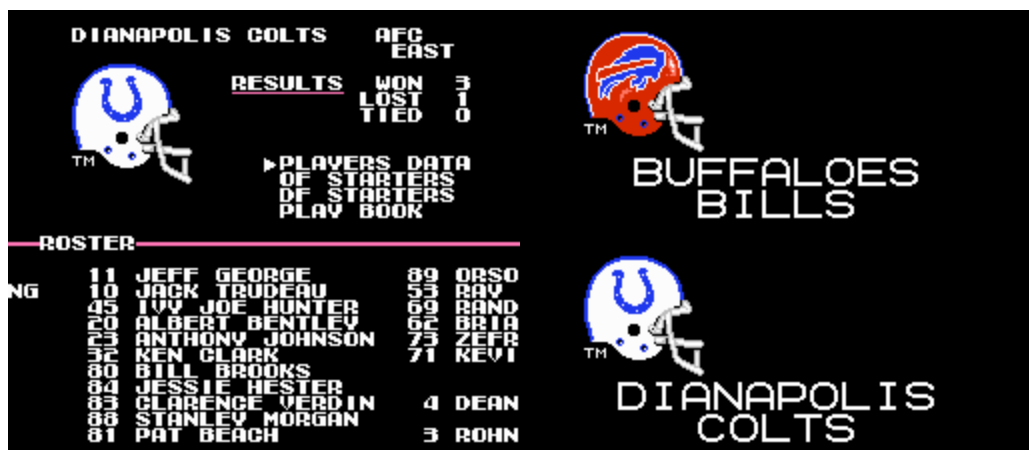 DIANAPOLIS COLTS AFC
EAST
RESULTS WON 3
LOST 1
TIED 0
TM
PLAYERS DATA
OF STARTERS
DF STARTERS
PLAY BOOK
ROSTER
11 JEFF GEORGE 89 ORSO
NG 10 JACK TRUDEAU 53 RAY
45 IVY JOE HUNTER 69 RAND
20 ALBERT BENTLEY 62 BRIA
23 ANTHONY JOHNSON 73 ZEFR
32 KEN CLARK 71 KEVI
80 BILL BROOKS
84 JESSIE HESTER
83 CLARENCE VERDIN 4 DEAN
88 STANLEY MORGAN
81 PAT BEACH 3 ROHN
TM
BUFFALOES
BILLS
TM
DIANAPOLIS
COLTS